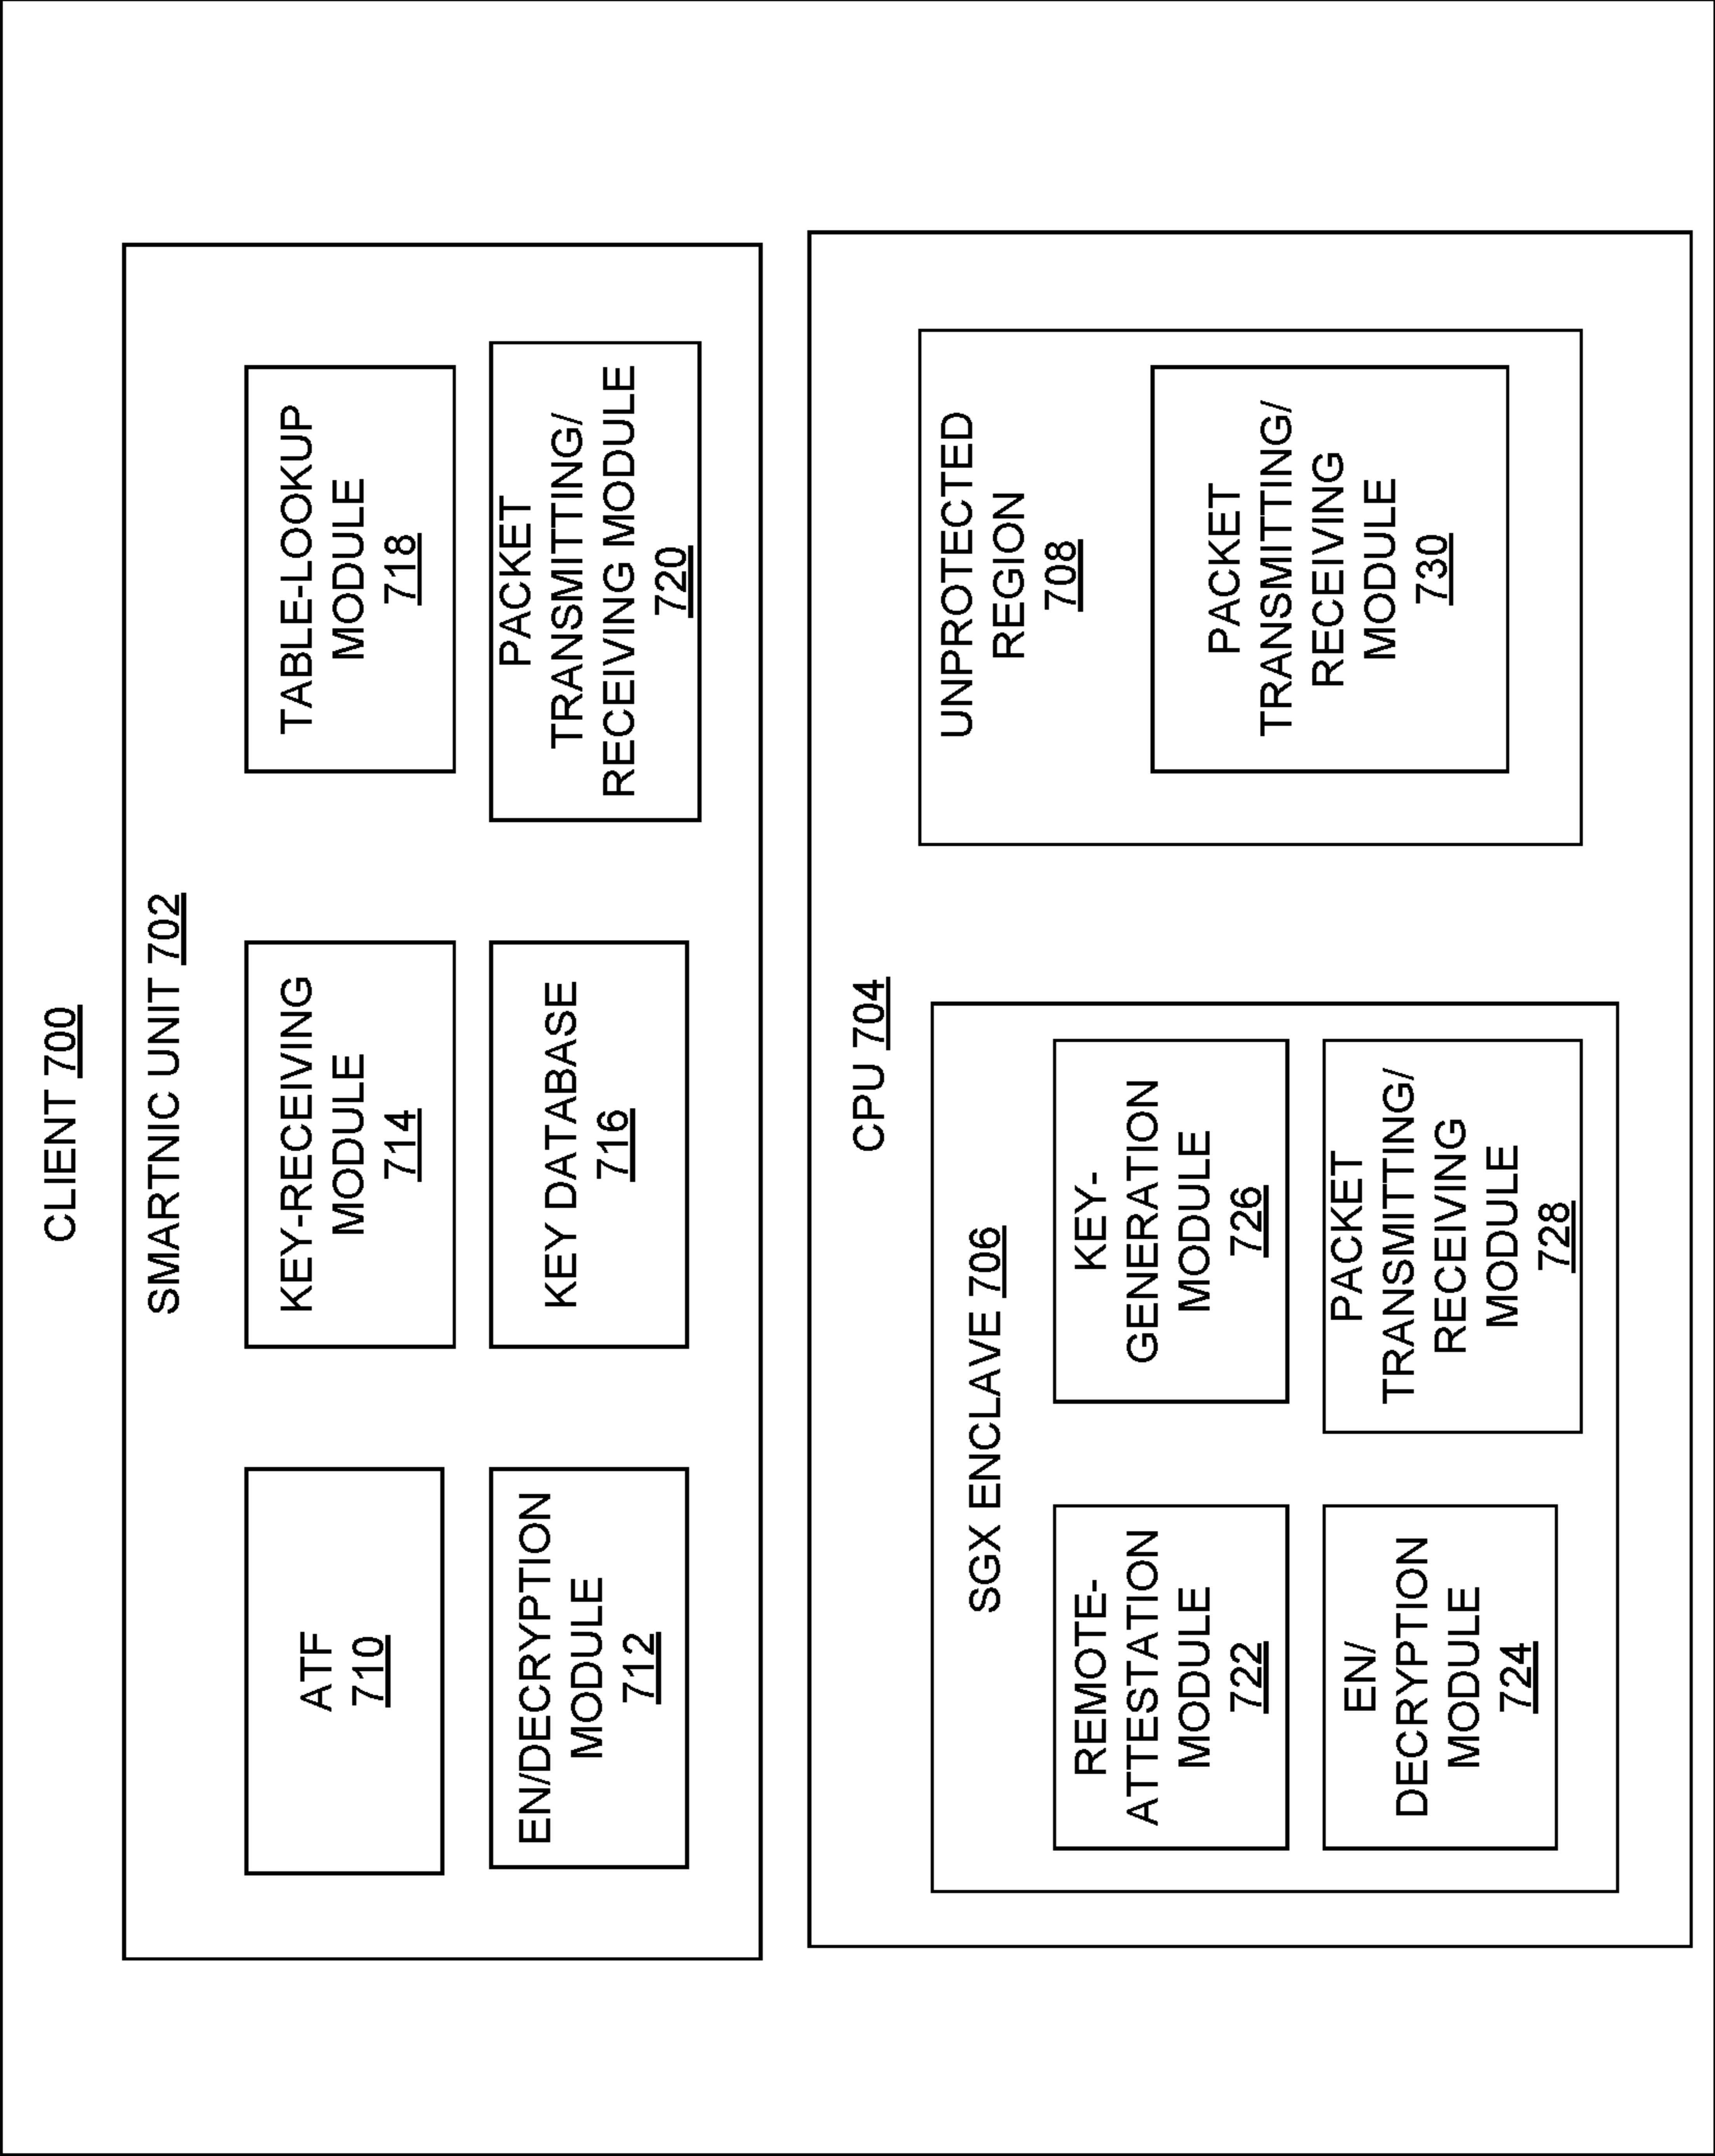 CLIENT 700
SMARTNIC UNIT 702
ATF
710
KEY-RECEIVING
MODULE
714
TABLE-LOOKUP
MODULE
718
EN/DECRYPTION
MODULE
712
KEY DATABASE
716
PACKET
TRANSMITTING/
RECEIVING MODULE
720
CPU 704
SGX ENCLAVE 706
REMOTE-
ATTESTATION
MODULE
722
KEY-
GENERATION
MODULE
726
EN/
DECRYPTION
MODULE
724
PACKET
TRANSMITTING/
RECEIVING
MODULE
728
UNPROTECTED
REGION
708
PACKET
TRANSMITTING/
RECEIVING
MODULE
730